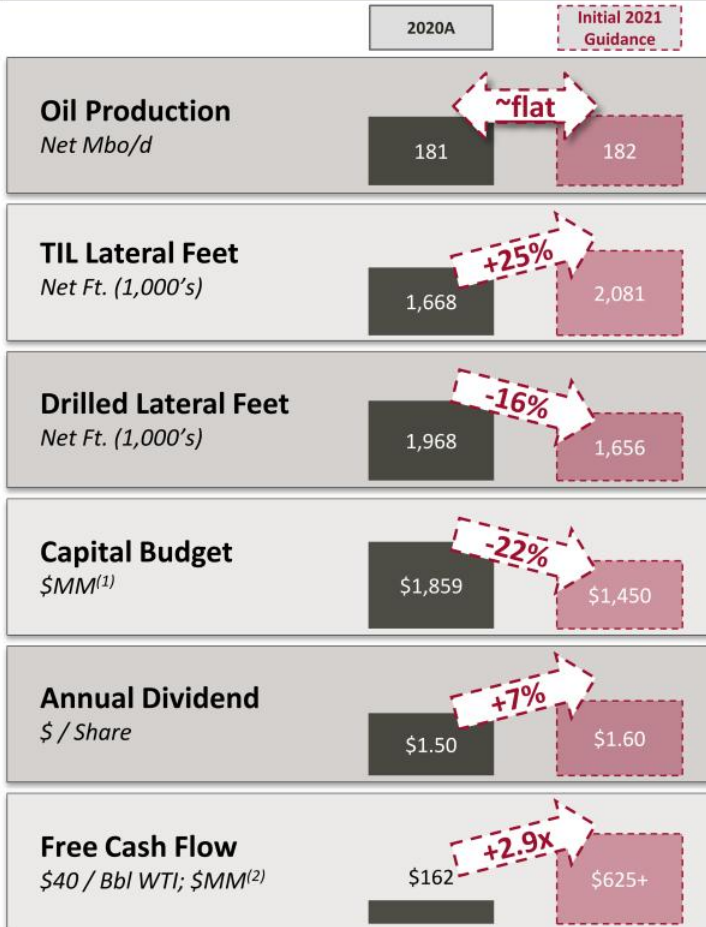 2020A
Initial 2021
Guidance
Oil Production
Net Mbo/d
~flat
181
182
TIL Lateral Feet
Net Ft. (1,000’s)
+25%
1,668
2,081
Drilled Lateral Feet
Net Ft. (1,000’s)
-16%
1,968
1,656
Capital Budget
$MM(1)
-22%
$1,859
$1,450
Annual Dividend
$ / Share
+7%
$1.50
$1.60
Free Cash Flow
$40 / Bbl WTI; $MM(2)
+2.9x
$162
$625+